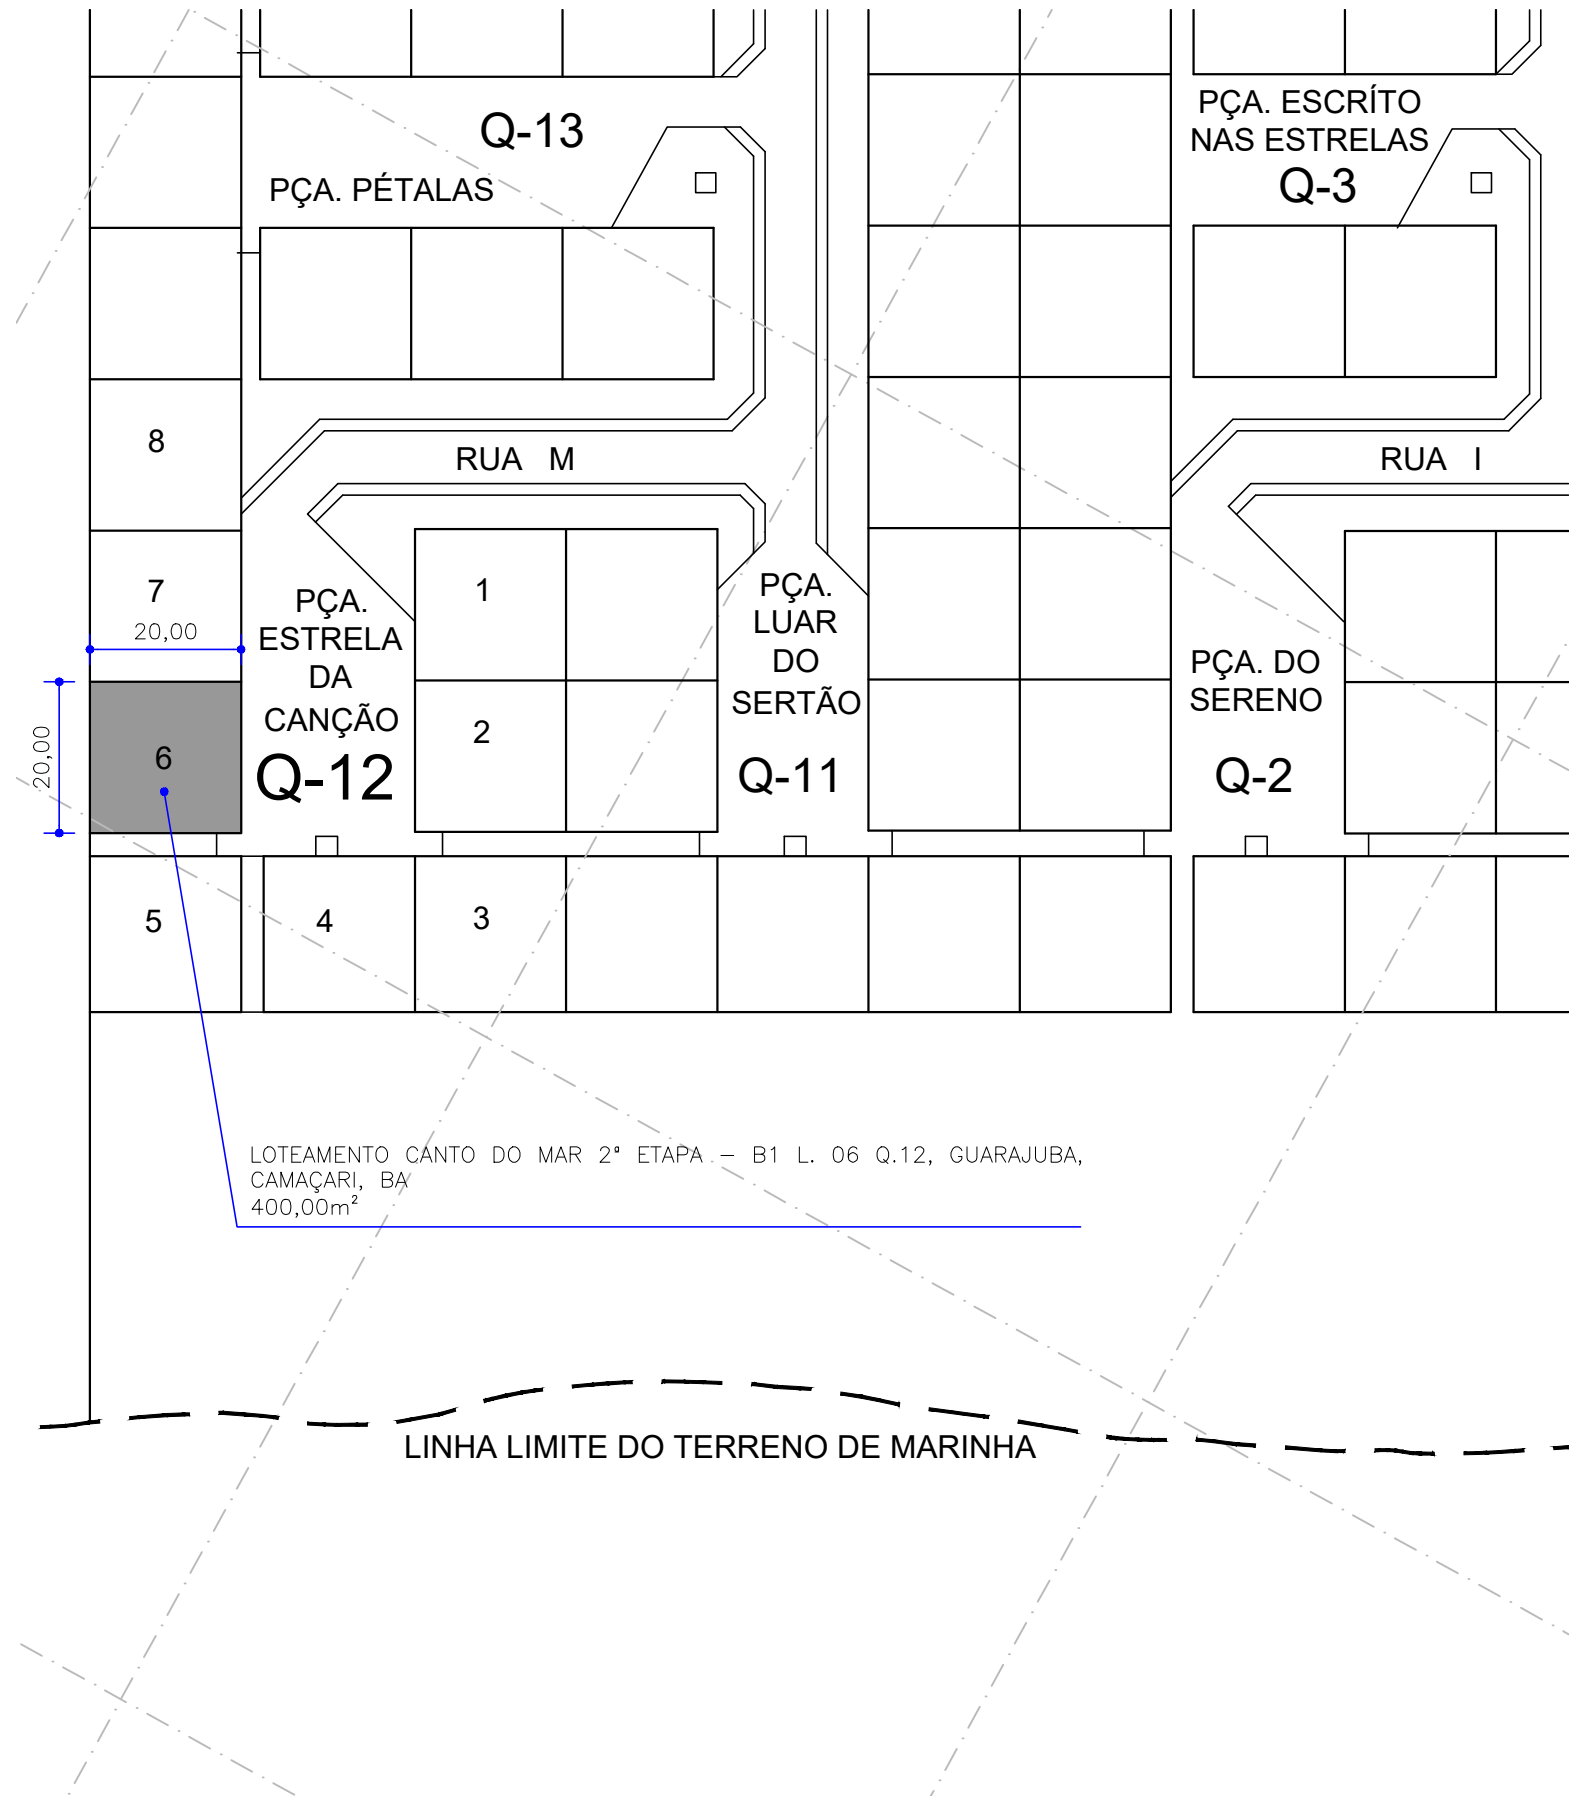 Q-13
PÇA. PÉTALAS
PÇA. ESCRÍTO
NAS ESTRELAS
Q-3
8
RUA M
RUA I
7
20,00
PÇA.
ESTRELA
DA
CANÇÃO
Q-12
1
2
PÇA.
LUAR
DO
SERTÃO
Q-11
PÇA. DO
SERENO
Q-2
20,00
6
5
4
3
LOTEAMENTO CANTO DO MAR 2ª ETAPA – B1 L. 06 Q.12, GUARAJUBA,
CAMAÇARI, BA
400,00m²
LINHA LIMITE DO TERRENO DE MARINHA